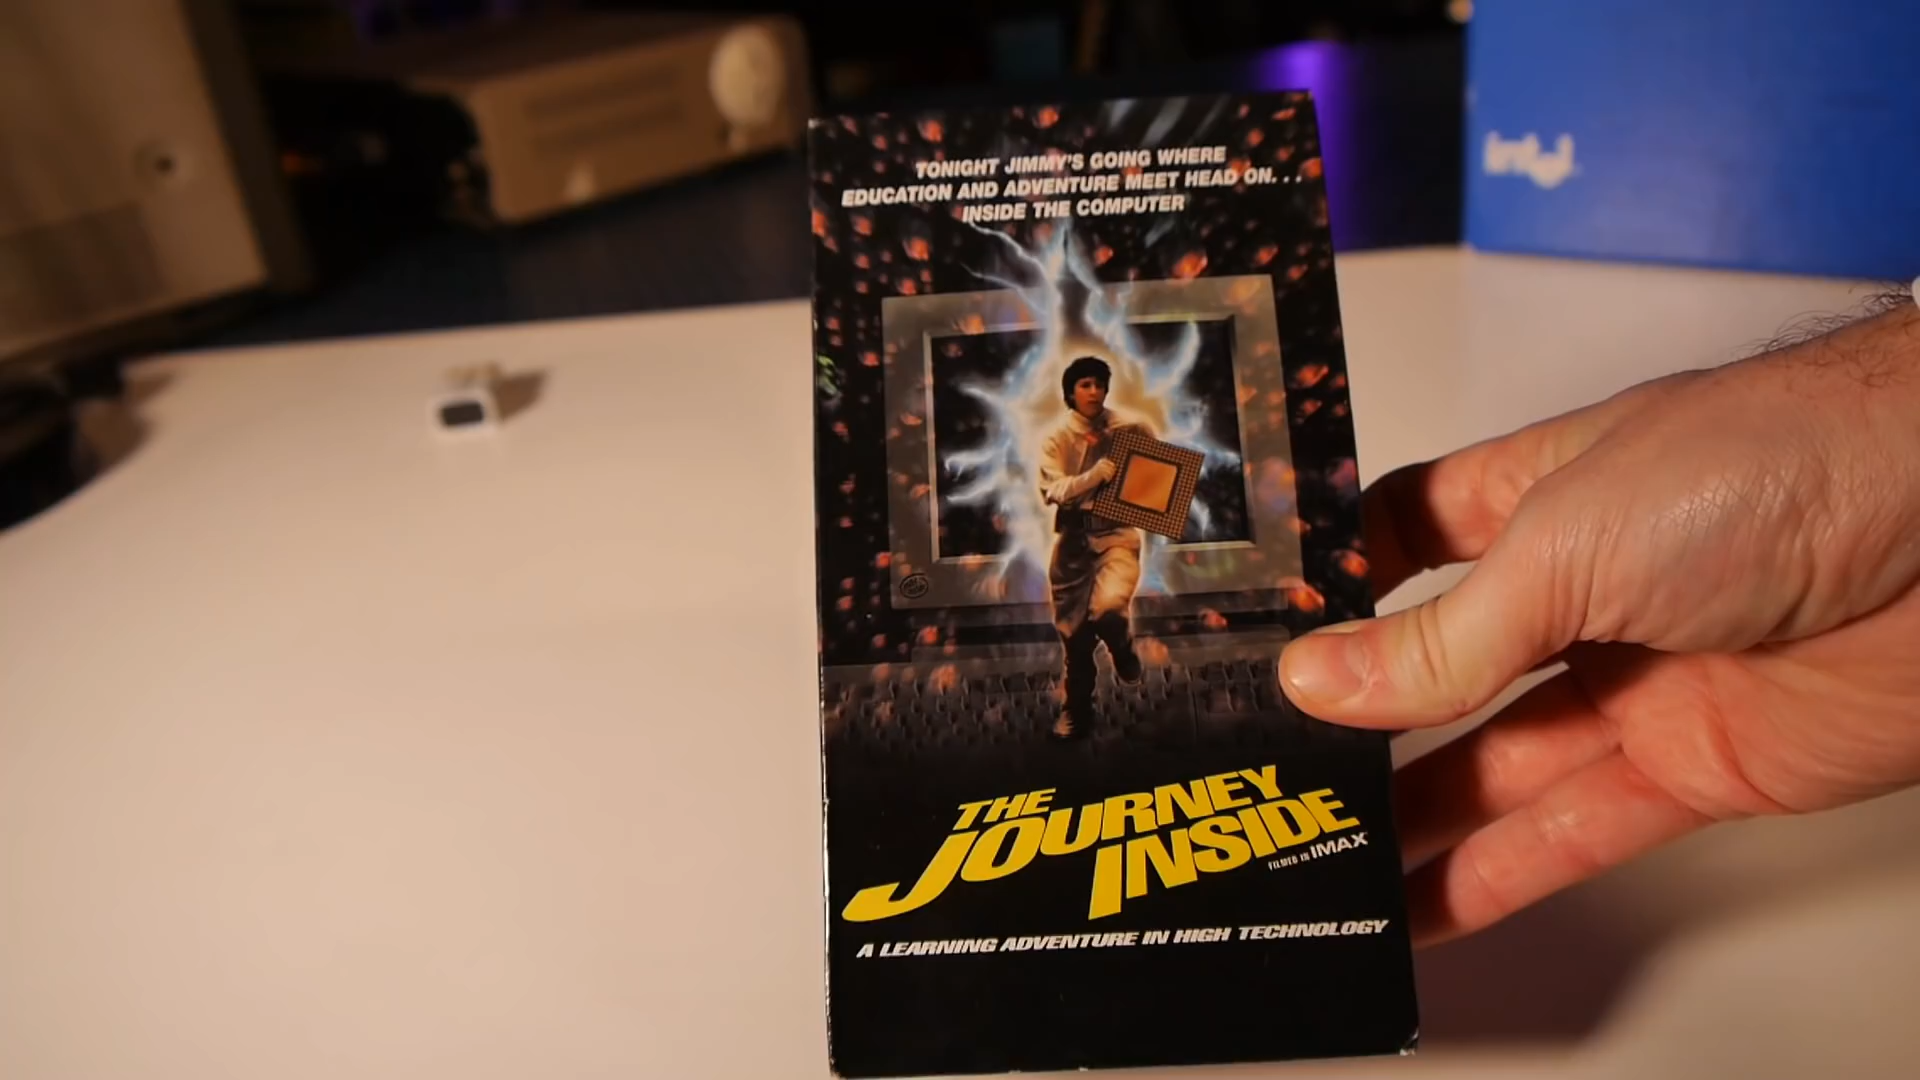 TONIGHT JIMMY'S GOING WHERE
EDUCATION AND ADVENTURE MEET HEAD ON...
INSIDE THE COMPUTER
THE
JOURNEY
INSIDE
FILMED IN IMAX
A LEARNING ADVENTURE IN HIGH TECHNOLOGY
intel